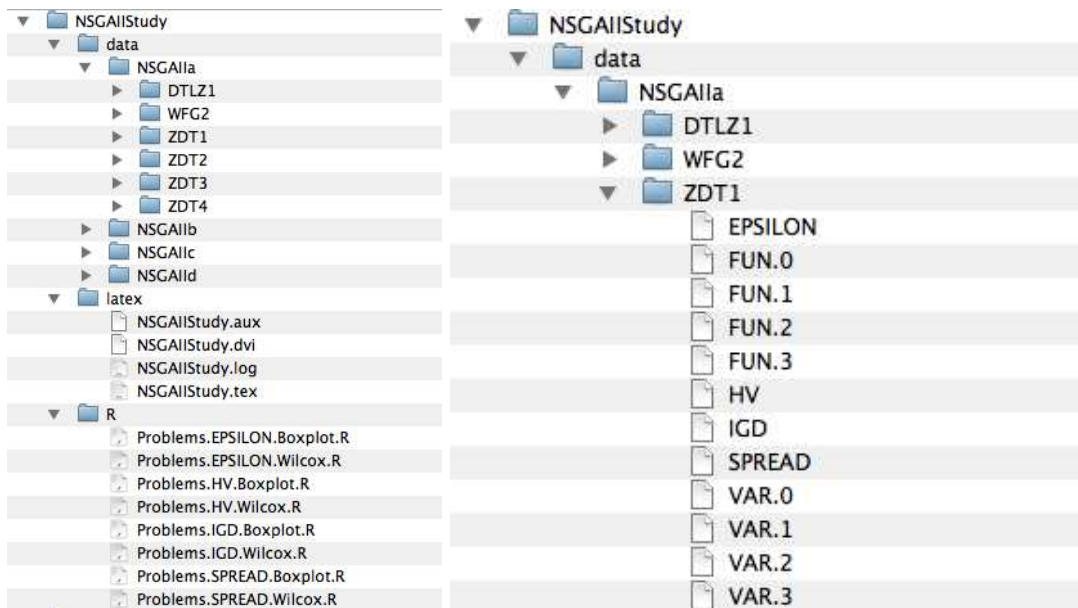 NSGAIIStudy
data
NSGAIIa
DTLZ1
WFG2
ZDT1
ZDT2
ZDT3
ZDT4
NSGAIIb
NSGAIIc
NSGAIId
latex
NSGAIIStudy.aux
NSGAIIStudy.dvi
NSGAIIStudy.log
NSGAIIStudy.tex
R
Problems.EPSILON.Boxplot.R
Problems.EPSILON.Wilcox.R
Problems.HV.Boxplot.R
Problems.HV.Wilcox.R
Problems.IGD.Boxplot.R
Problems.IGD.Wilcox.R
Problems.SPREAD.Boxplot.R
Problems.SPREAD.Wilcox.R
NSGAIIStudy
data
NSGAIIa
DTLZ1
WFG2
ZDT1
EPSILON
FUN.0
FUN.1
FUN.2
FUN.3
HV
IGD
SPREAD
VAR.0
VAR.1
VAR.2
VAR.3